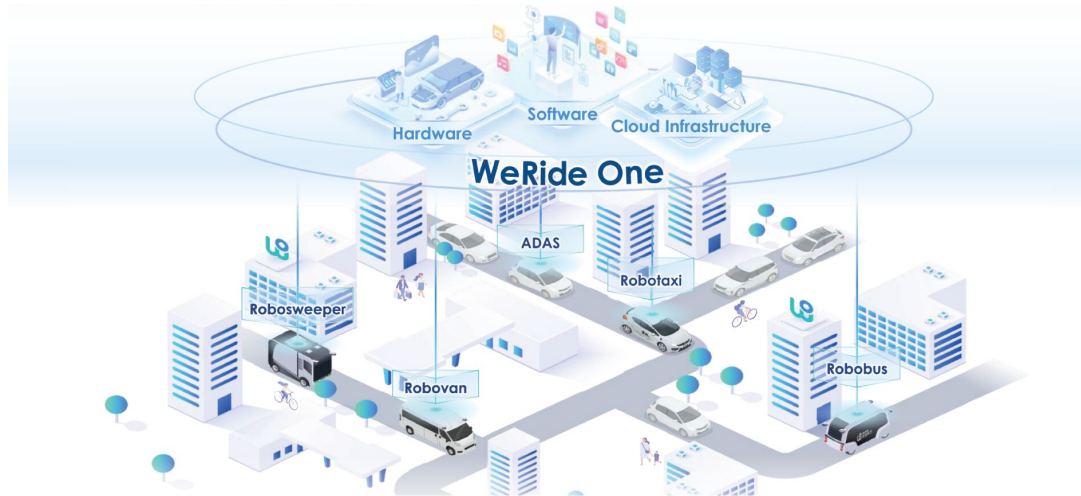 Software
Hardware
Cloud Infrastructure
WeRide One
ADAS
Robotaxi
Robosweeper
Robovan
Robobus